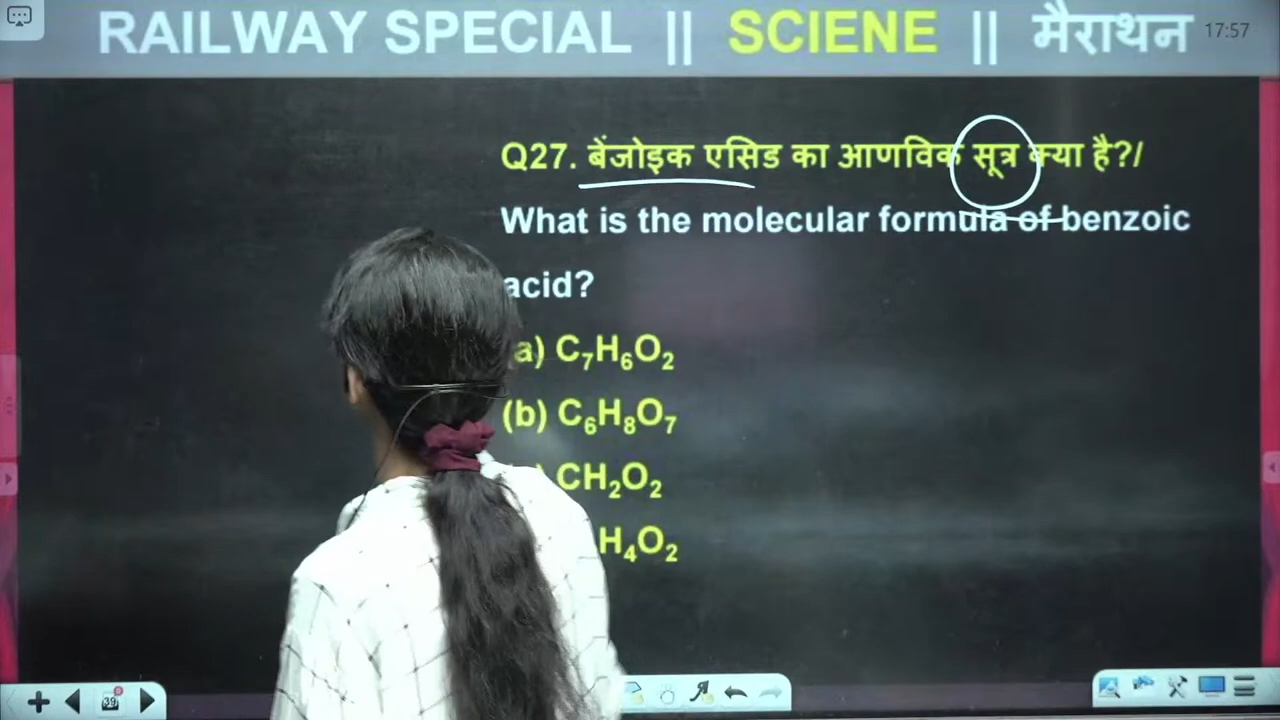 RAILWAY SPECIAL || SCIENE || मैराथन
17:57
Q27. बेंजोइक एसिड का आणविक सूत्र क्या है?/
What is the molecular formula of benzoic
acid?
a) C₇H₆O₂
(b) C₆H₈O₇
) CH₂O₂
H₄O₂
39